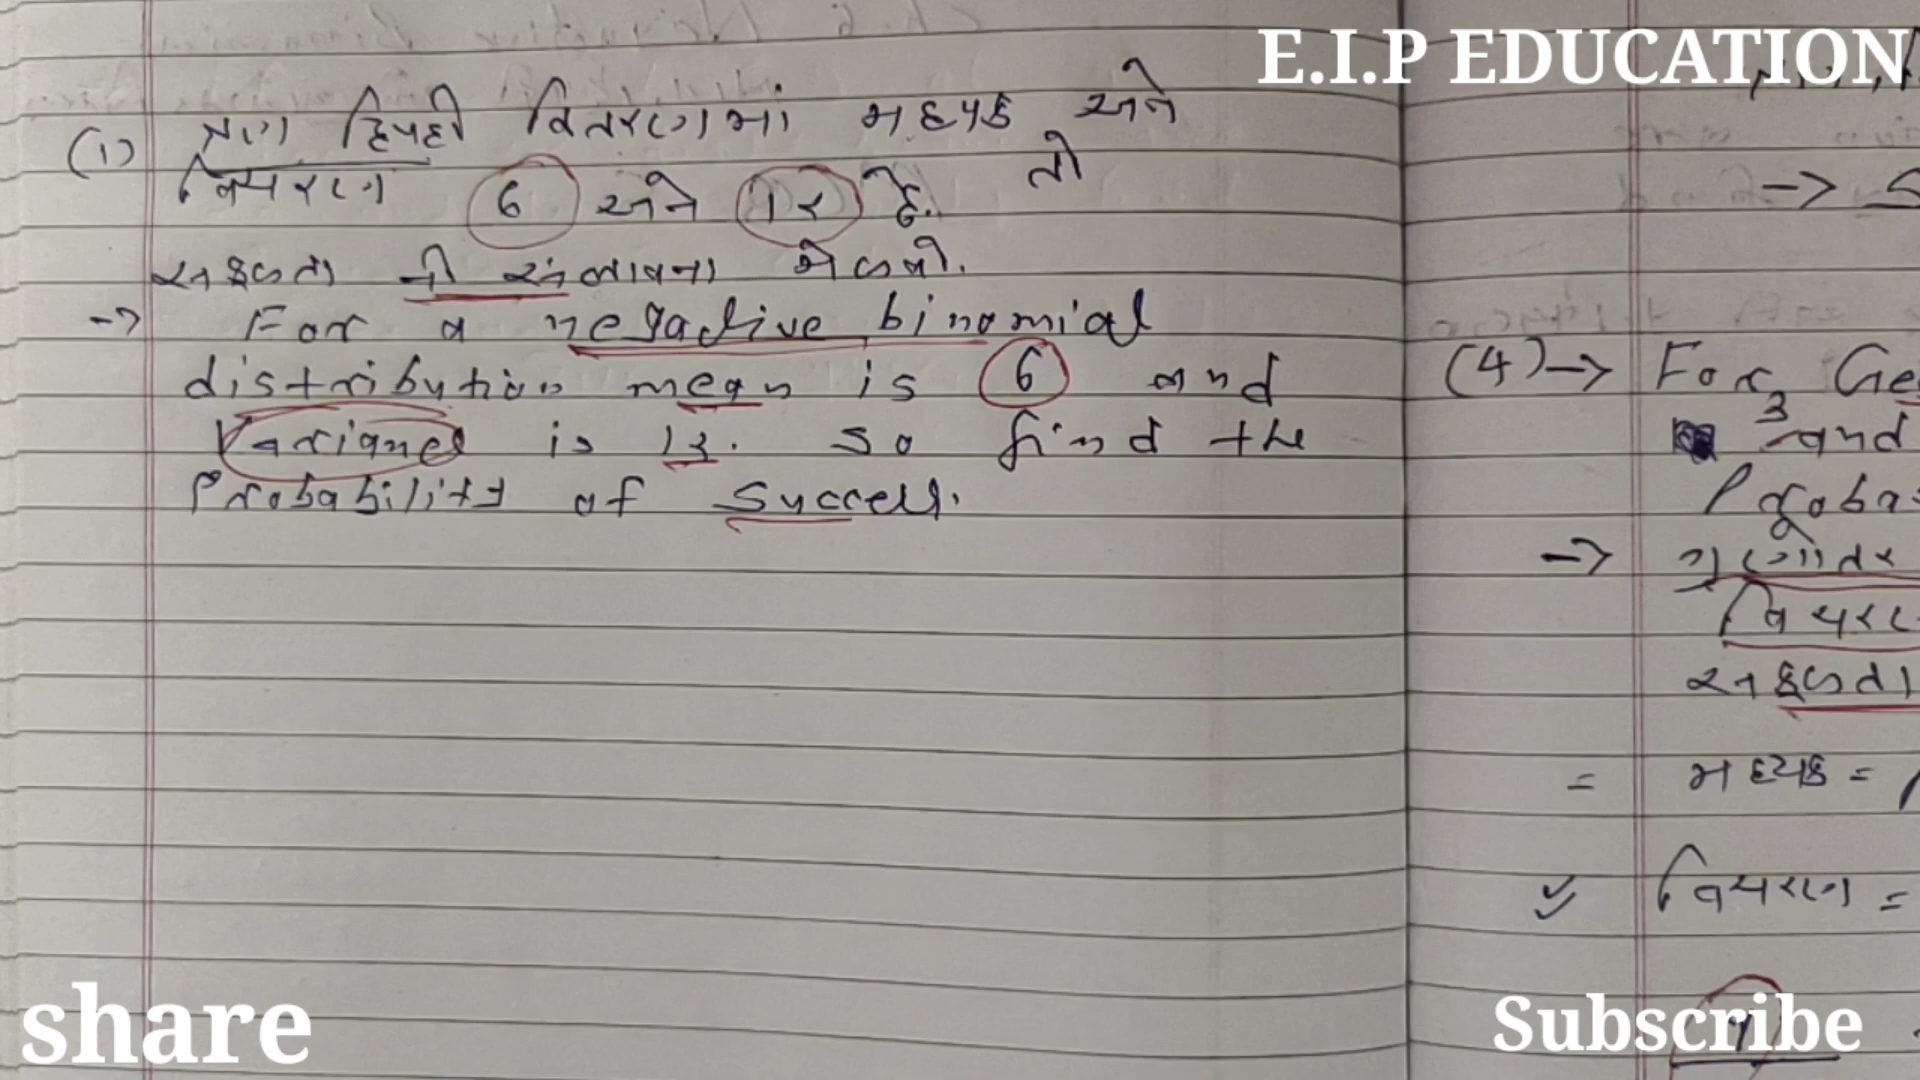 E.I.P EDUCATION
(1) ઋણ દ્વિપદી વિતરણમાં મધ્યક અને
વિચરણ 6 અને 12 છે. તો
સફળતા ની સંભાવના મેળવો.
-> For a negative binomial
distribution mean is 6 and
Variance is 12. So find the
Probability of Success.
->
(4) -> For Ge
3 and
Proba
-> ગુણોત્તર
વિચરણ
સફળતા
= મધ્યક =
વિચરણ =
share
Subscribe